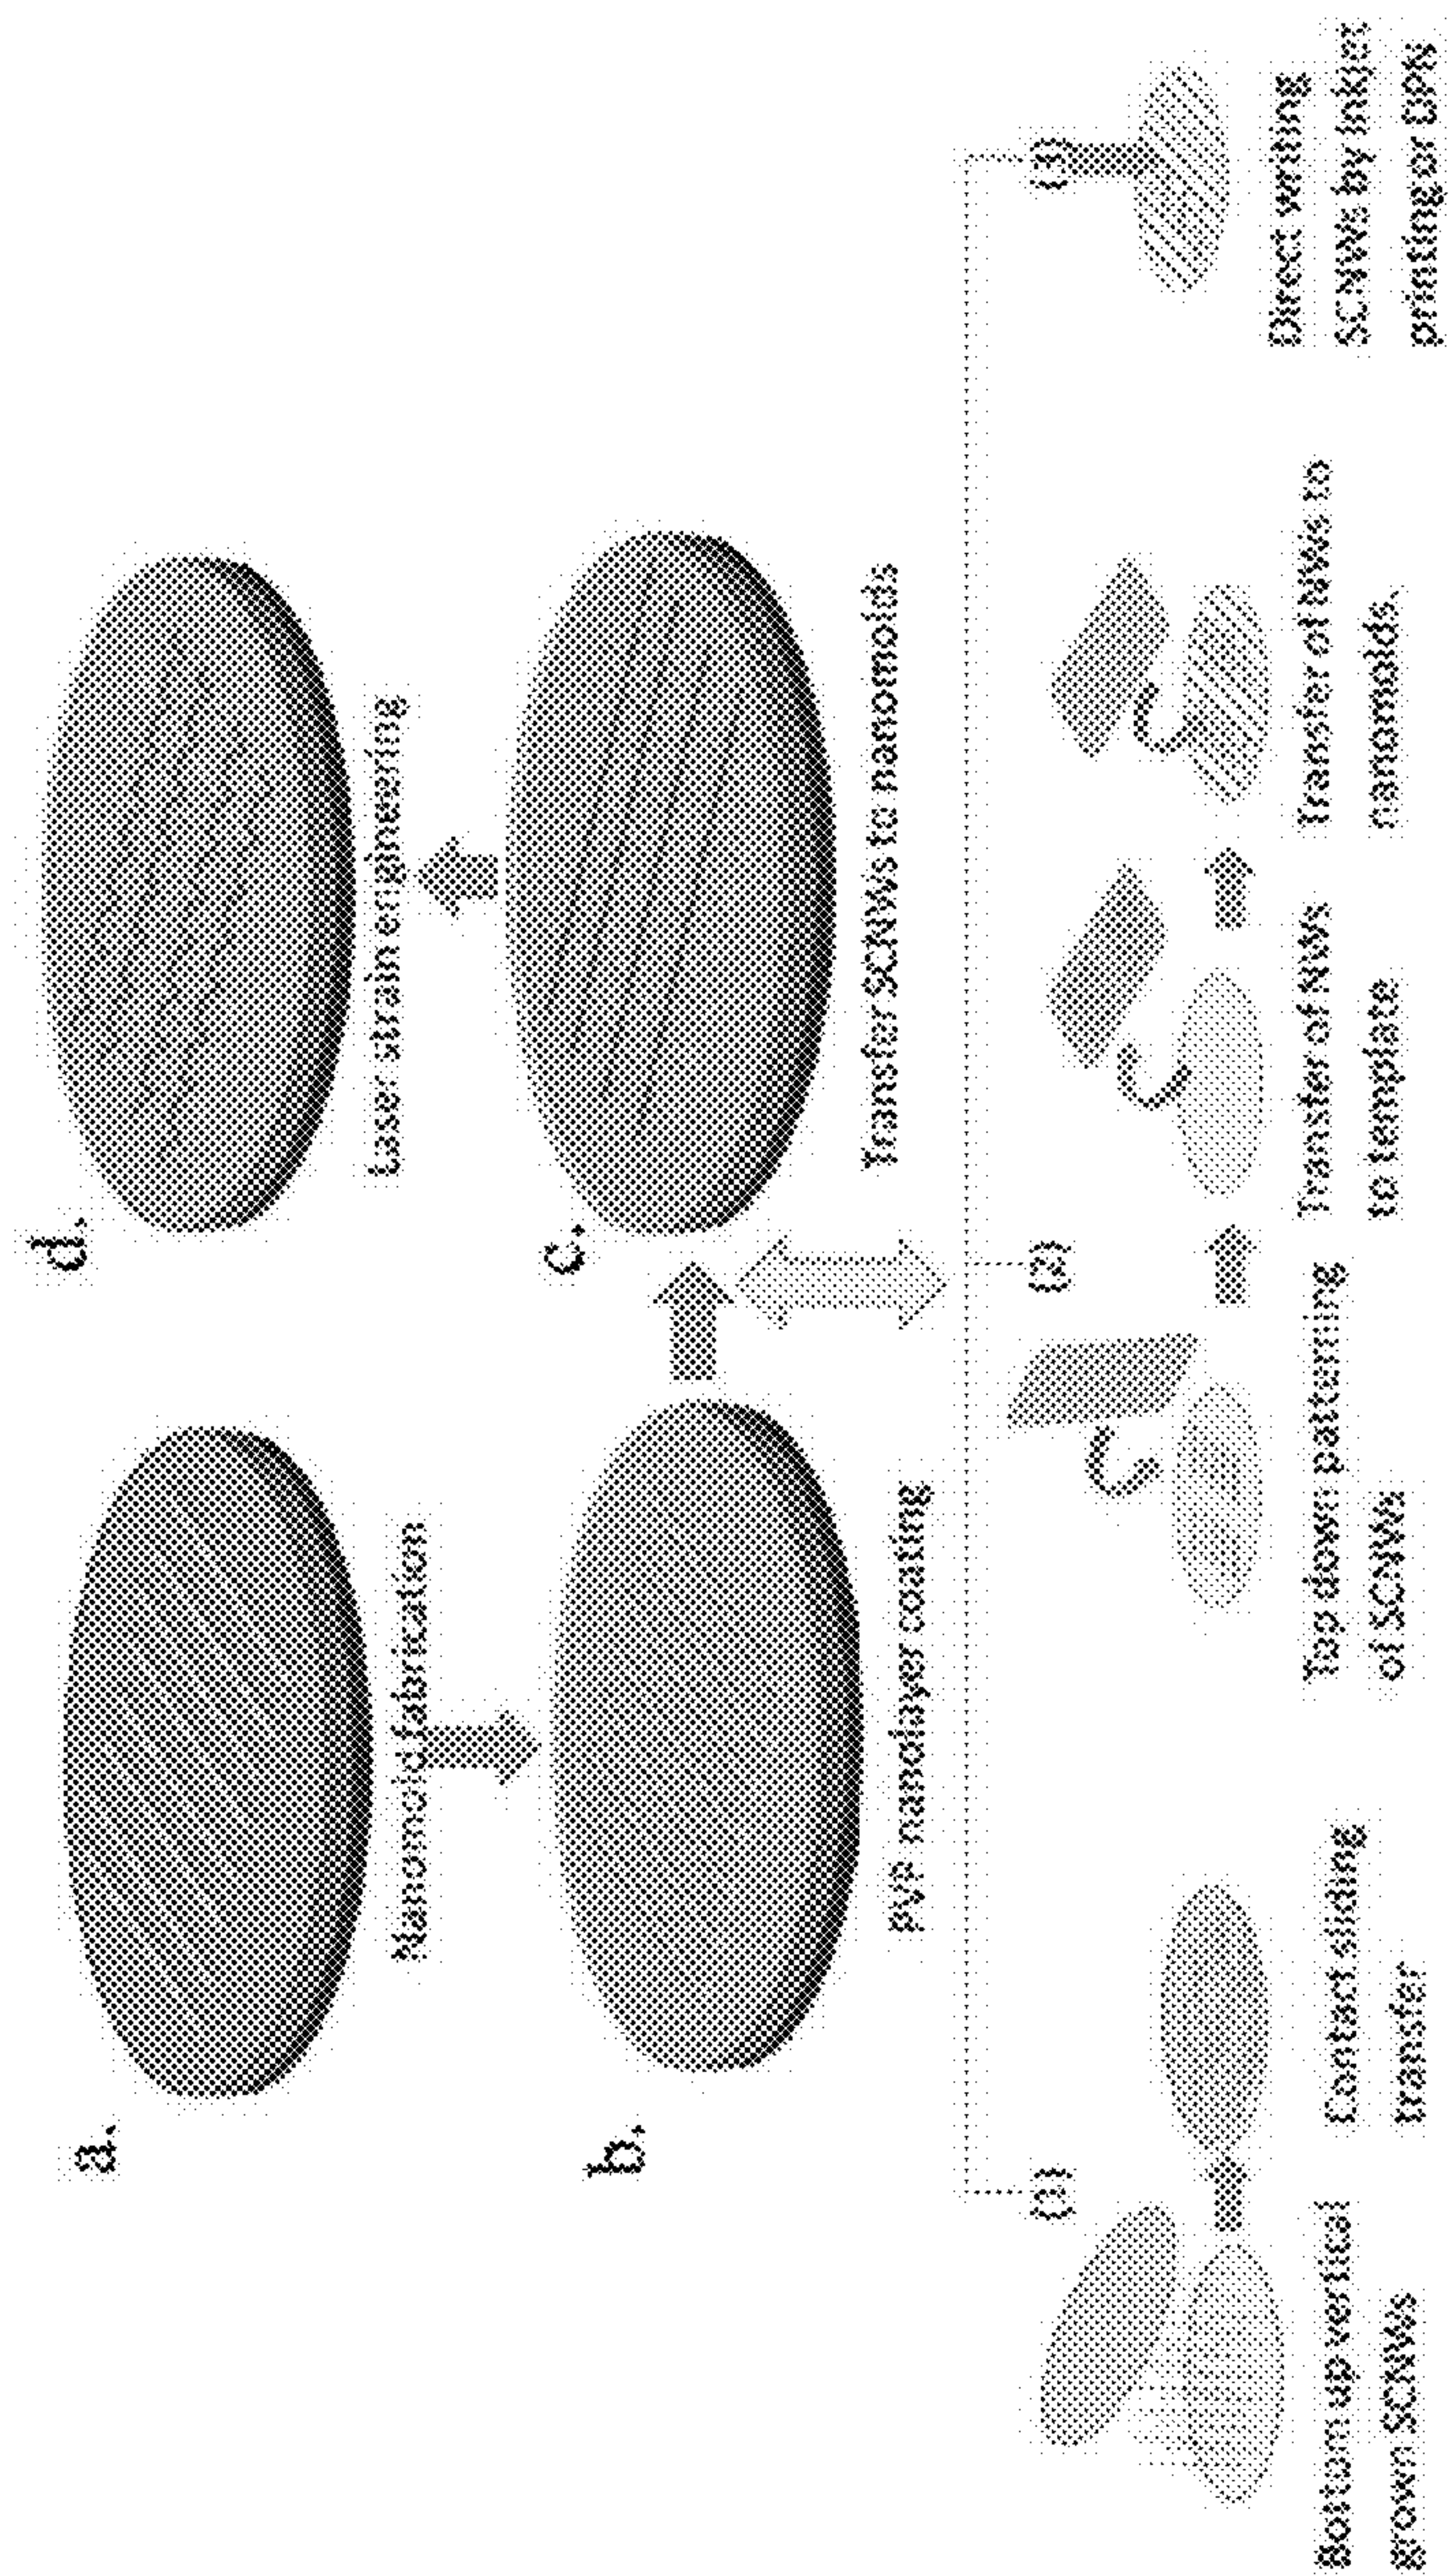 a.
Nanomold fabrication
b.
pvp nanolayer coating
c.
Transfer SCNWs to nanomolds
d.
Laser strain engineering
(1)
Bottom up vertical
grown SCNWs
Contact sliding
transfer
(2)
Top down patterning
of SCNWs
Transfer of NWs
to template
Transfer of NWs to
nanomolds.
(3)
Direct writing
SCNWs by inkjet
printing or DPN